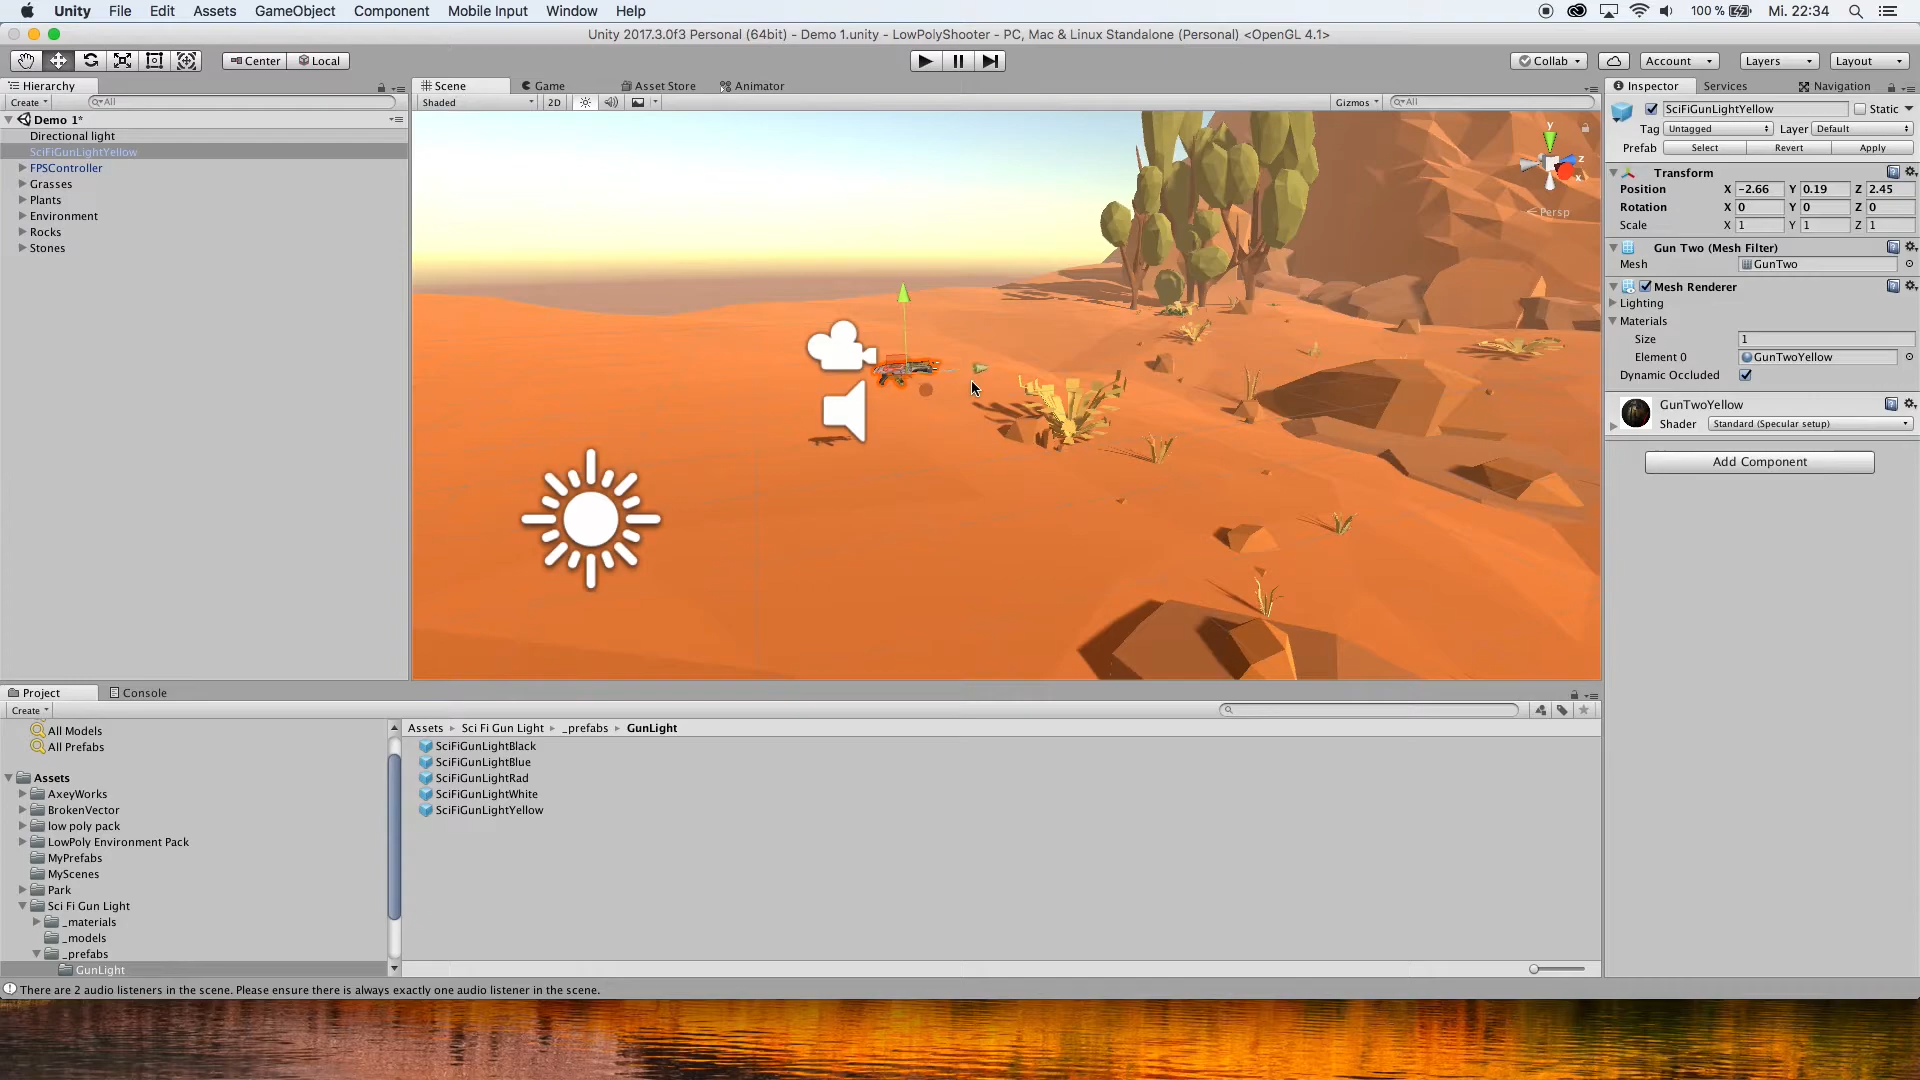 Unity File Edit Assets GameObject Component Mobile Input Window Help 100 % Mi. 22:34
Unity 2017.3.0f3 Personal (64bit) - Demo 1.unity - LowPolyShooter - PC, Mac & Linux Standalone (Personal) <OpenGL 4.1>
Center Local Collab Account Layers Layout
Hierarchy
Create All
Demo 1*
Directional light
SciFiGunLightYellow
FPSController
Grasses
Plants
Environment
Rocks
Stones
Scene Game Asset Store Animator
Shaded 2D Gizmos All
y
z
x
Persp
Inspector Services Navigation
SciFiGunLightYellow Static
Tag Untagged Layer Default
Prefab Select Revert Apply
Transform
Position X -2.66 Y 0.19 Z 2.45
Rotation X 0 Y 0 Z 0
Scale X 1 Y 1 Z 1
Gun Two (Mesh Filter)
Mesh GunTwo
Mesh Renderer
Lighting
Materials
Size 1
Element 0 GunTwoYellow
Dynamic Occluded
GunTwoYellow
Shader Standard (Specular setup)
Add Component
Project Console
Create
All Models
All Prefabs
Assets
AxeyWorks
BrokenVector
low poly pack
LowPoly Environment Pack
MyPrefabs
MyScenes
Park
Sci Fi Gun Light
_materials
_models
_prefabs
GunLight
Assets Sci Fi Gun Light _prefabs GunLight
SciFiGunLightBlack
SciFiGunLightBlue
SciFiGunLightRad
SciFiGunLightWhite
SciFiGunLightYellow
There are 2 audio listeners in the scene. Please ensure there is always exactly one audio listener in the scene.